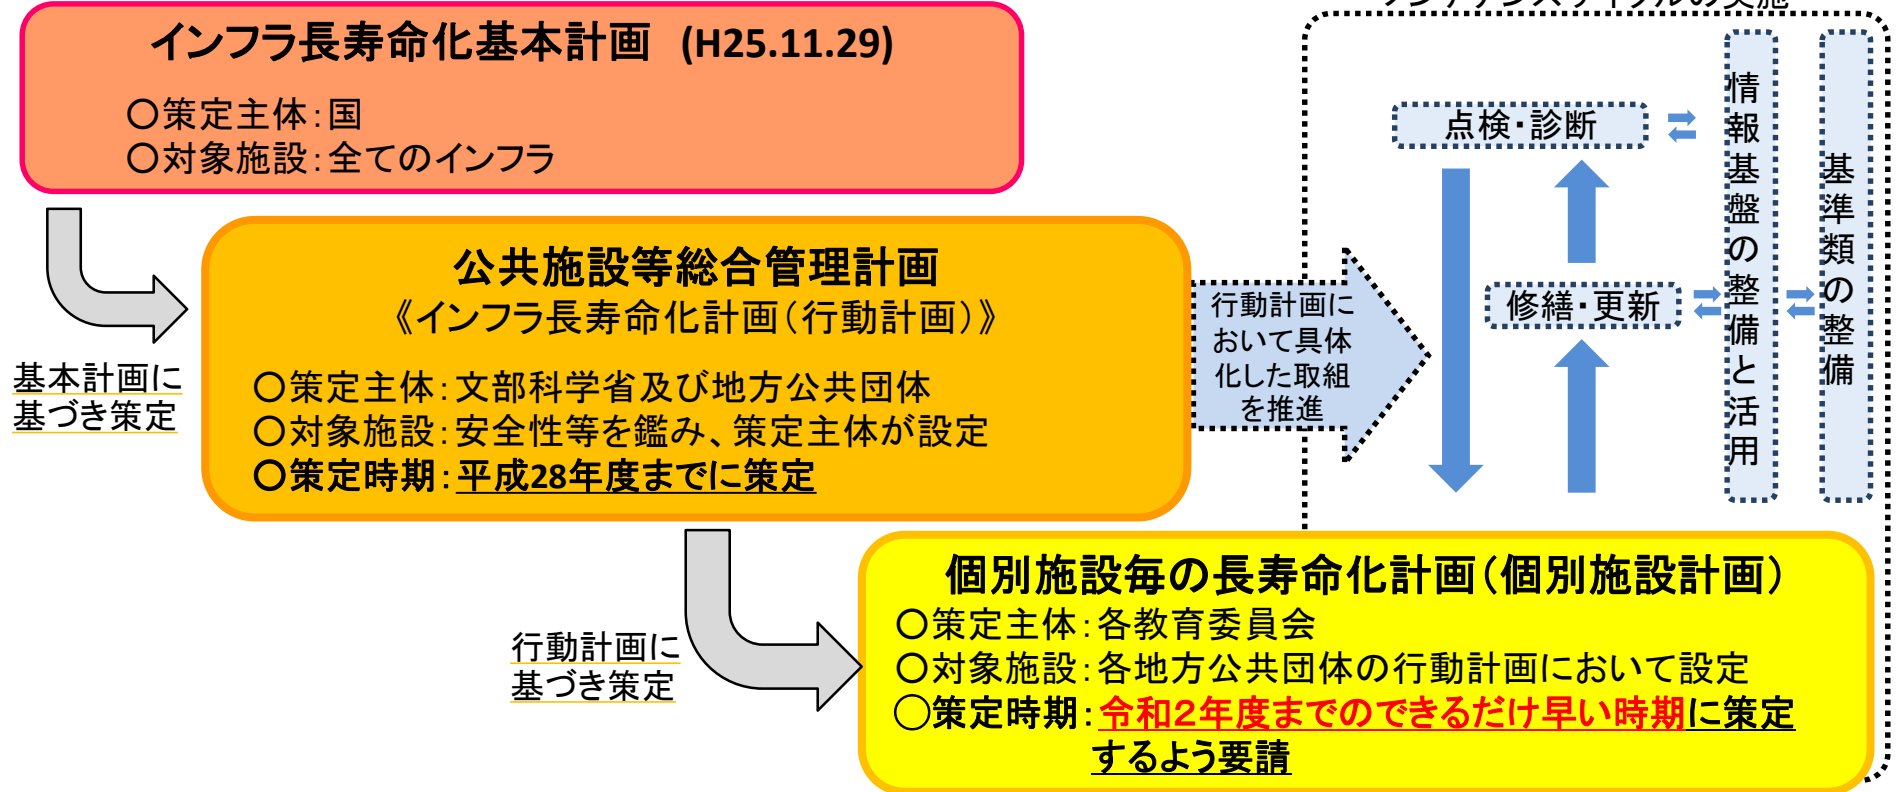 インフラ長寿命化基本計画 (H25.11.29)
○策定主体：国
○対象施設：全てのインフラ
基本計画に
基づき策定
公共施設等総合管理計画
《インフラ長寿命化計画（行動計画）》
○策定主体：文部科学省及び地方公共団体
○対象施設：安全性等を鑑み、策定主体が設定
○策定時期：平成28年度までに策定
行動計画に
おいて具体
化した取組
を推進
メンテナンスサイクルの実施
点検・診断
修繕・更新
情報基盤の整備と活用
基準類の整備
行動計画に
基づき策定
個別施設毎の長寿命化計画（個別施設計画）
○策定主体：各教育委員会
○対象施設：各地方公共団体の行動計画において設定
○策定時期：令和２年度までのできるだけ早い時期に策定
するよう要請